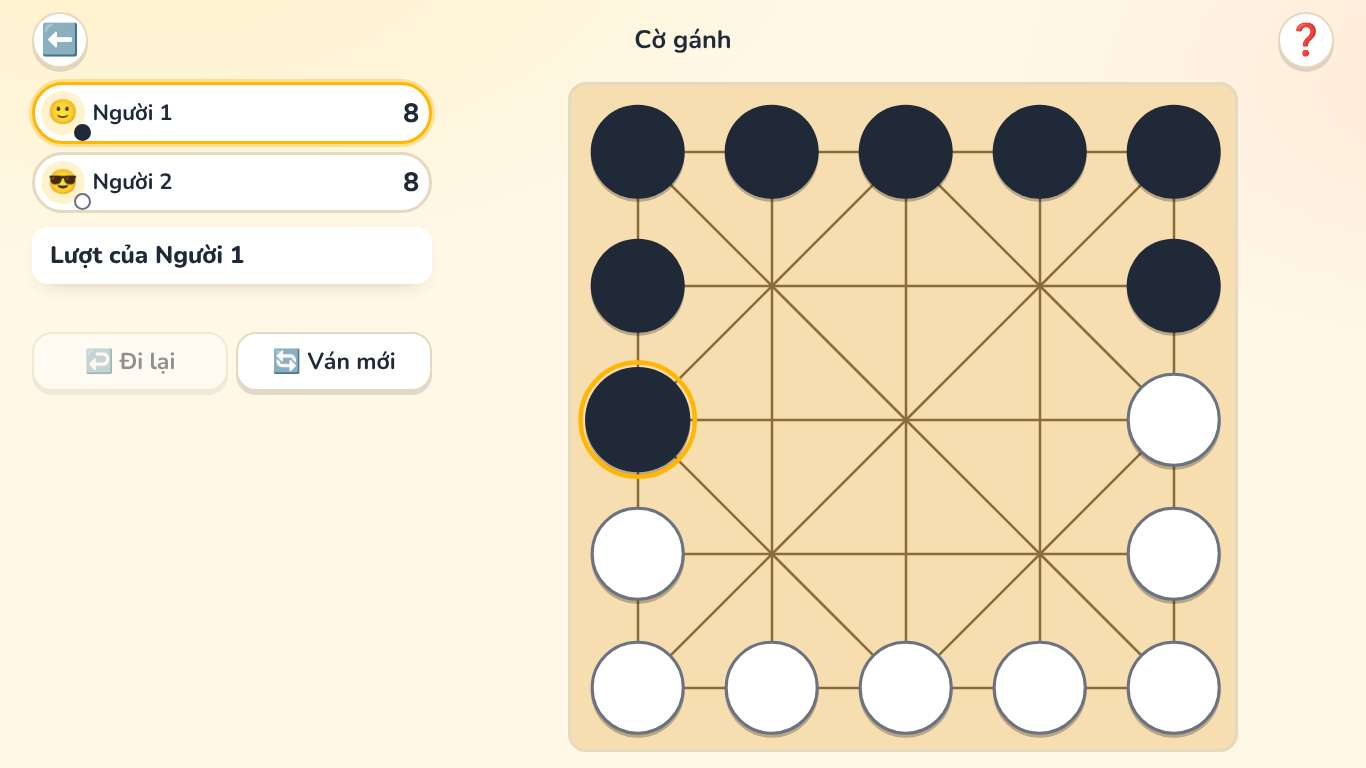 Cờ gánh
Người 1
8
Người 2
8
Lượt của Người 1
Đi lại
Ván mới